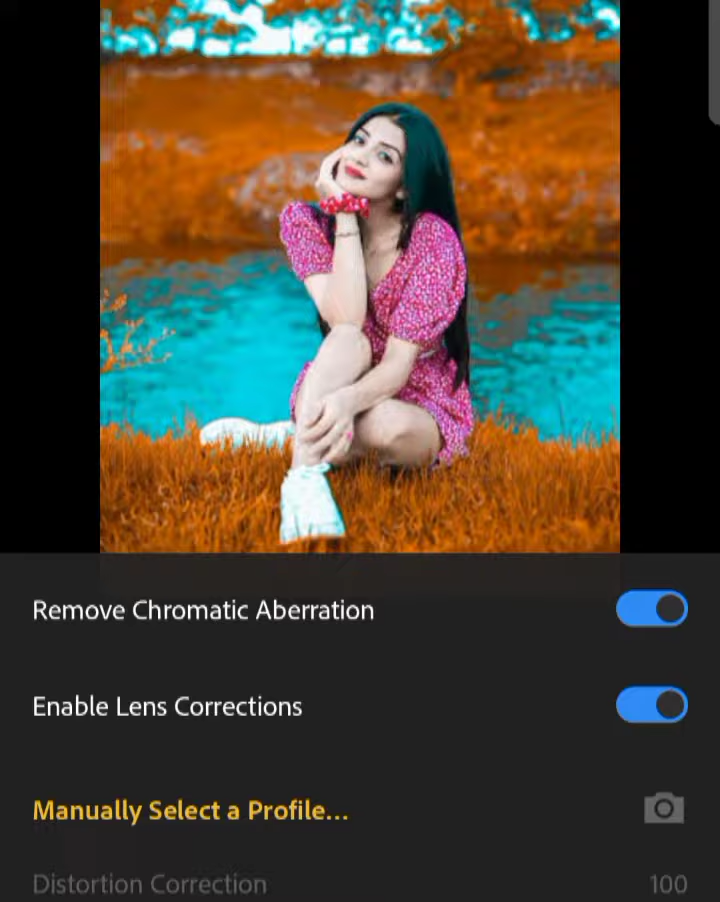 Remove Chromatic Aberration
Enable Lens Corrections
Manually Select a Profile...
Distortion Correction 100